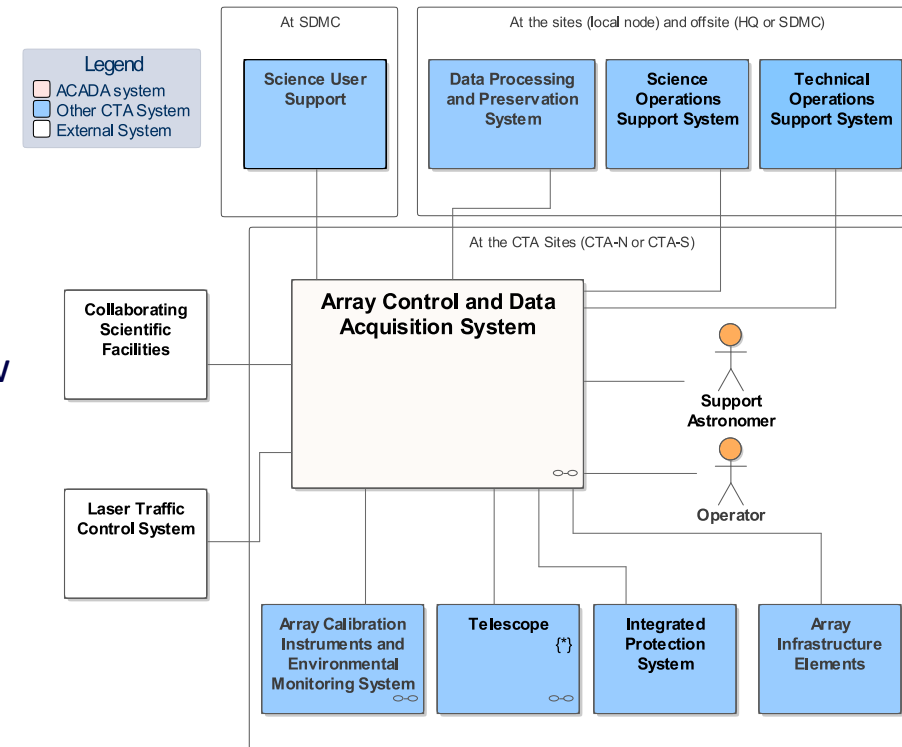 At SDMC
At the sites (local node) and offsite (HQ or SDMC)
Legend
ACADA system
Other CTA System
External System
Science User
Support
Data Processing
and Preservation
System
Science
Operations
Support System
Technical
Operations
Support System
At the CTA Sites (CTA-N or CTA-S)
Array Control and Data
Acquisition System
Collaborating
Scientific
Facilities
Support
Astronomer
Laser Traffic
Control System
Operator
Array Calibration
Instruments and
Environmental
Monitoring System
Telescope
{*}
Integrated
Protection
System
Array
Infrastructure
Elements